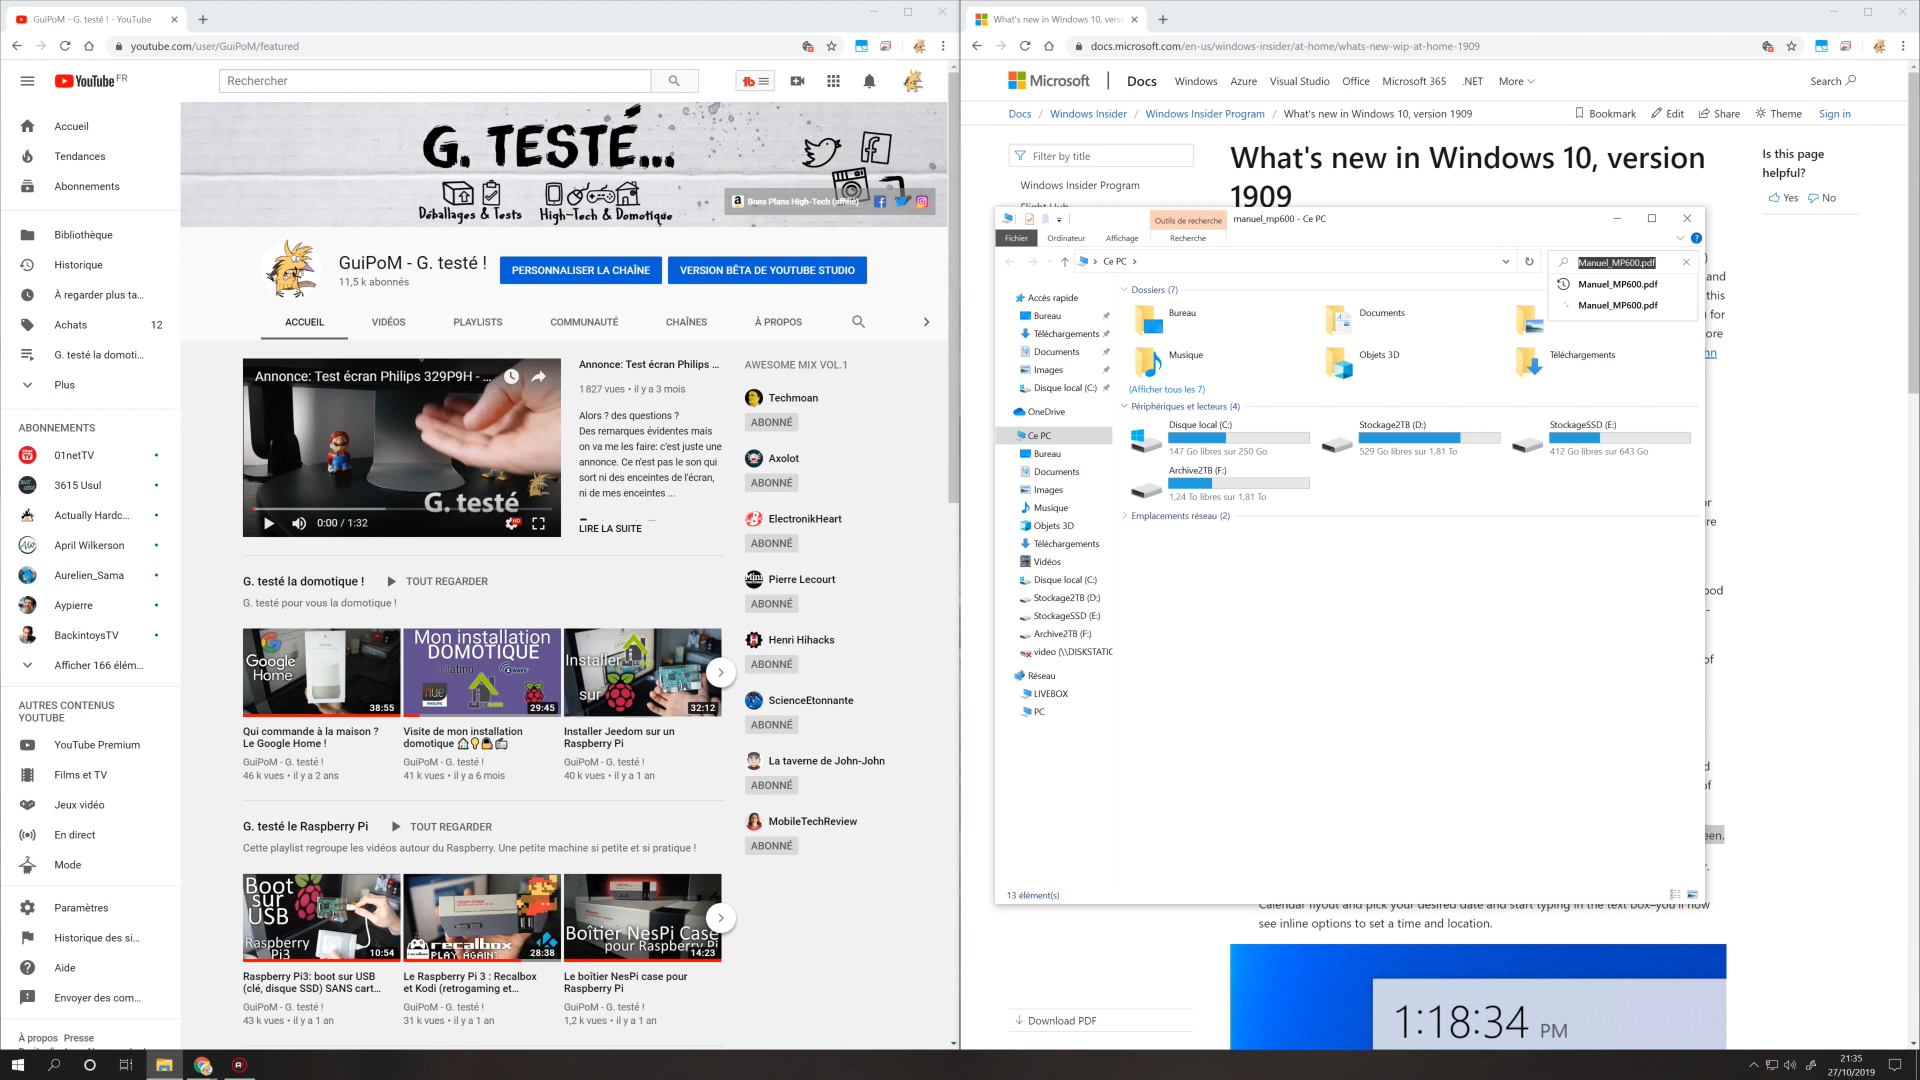 GuiPoM - G. testé ! - YouTube
youtube.com/user/GuiPoM/featured
YouTube FR
Rechercher
Accueil
Tendances
Abonnements
Bibliothèque
Historique
À regarder plus ta...
Achats 12
G. testé la domoti...
Plus
ABONNEMENTS
01netTV
3615 Usul
Actually Hardc...
April Wilkerson
Aurelien_Sama
Aypierre
BackintoysTV
Afficher 166 élém...
AUTRES CONTENUS
YOUTUBE
YouTube Premium
Films et TV
Jeux vidéo
En direct
Mode
Paramètres
Historique des si...
Aide
Envoyer des com...
À propos Presse
G. TESTÉ...
Déballages & Tests High-Tech & Domotique
Bons Plans High-Tech (affilié)
GuiPoM - G. testé !
11,5 k abonnés
PERSONNALISER LA CHAÎNE
VERSION BÊTA DE YOUTUBE STUDIO
ACCUEIL VIDÉOS PLAYLISTS COMMUNAUTÉ CHAÎNES À PROPOS
Annonce: Test écran Philips 329P9H - ...
G. testé
0:00 / 1:32
HD
Annonce: Test écran Philips ...
1 827 vues • il y a 3 mois
Alors ? des questions ?
Des remarques évidentes mais
on va me les faire: c'est juste une
annonce. Ce n'est pas le son qui
sort ni des enceintes de l'écran,
ni de mes enceintes ...
LIRE LA SUITE
AWESOME MIX VOL.1
Techmoan
ABONNÉ
Axolot
ABONNÉ
ElectronikHeart
ABONNÉ
Pierre Lecourt
ABONNÉ
Henri Hihacks
ABONNÉ
ScienceEtonnante
ABONNÉ
La taverne de John-John
ABONNÉ
MobileTechReview
ABONNÉ
G. testé la domotique ! TOUT REGARDER
G. testé pour vous la domotique !
Google
Home
38:55
Mon installation
DOMOTIQUE
29:45
Installer
sur
32:12
Qui commande à la maison ?
Le Google Home !
GuiPoM - G. testé !
46 k vues • il y a 2 ans
Visite de mon installation
domotique
GuiPoM - G. testé !
41 k vues • il y a 6 mois
Installer Jeedom sur un
Raspberry Pi
GuiPoM - G. testé !
40 k vues • il y a 1 an
G. testé le Raspberry Pi TOUT REGARDER
Cette playlist regroupe les vidéos autour du Raspberry. Une petite machine si petite et si pratique !
Boot
sur
USB
Raspberry
Pi3
10:54
recalbox
PLAY AGAIN!
28:38
Boîtier NesPi Case
pour Raspberry Pi
14:23
Raspberry Pi3: boot sur USB
(clé, disque SSD) SANS cart...
GuiPoM - G. testé !
43 k vues • il y a 1 an
Le Raspberry Pi 3 : Recalbox
et Kodi (retrogaming et...
GuiPoM - G. testé !
31 k vues • il y a 1 an
Le boîtier NesPi case pour
Raspberry Pi
GuiPoM - G. testé !
1,2 k vues • il y a 1 an
What's new in Windows 10, vers
docs.microsoft.com/en-us/windows-insider/at-home/whats-new-wip-at-home-1909
Microsoft Docs Windows Azure Visual Studio Office Microsoft 365 .NET More Search
Docs / Windows Insider / Windows Insider Program / What's new in Windows 10, version 1909
Bookmark Edit Share Theme Sign in
Filter by title
Windows Insider Program
Flight Hub
What's new in Windows 10, version
1909
Is this page
helpful?
Yes No
Outils de recherche
manuel_mp600 - Ce PC
Fichier Ordinateur Affichage Recherche
Ce PC
Manuel_MP600.pdf
Manuel_MP600.pdf
Manuel_MP600.pdf
Accès rapide
Bureau
Téléchargements
Documents
Images
Disque local (C:)
OneDrive
Ce PC
Bureau
Documents
Images
Musique
Objets 3D
Téléchargements
Vidéos
Disque local (C:)
Stockage2TB (D:)
StockageSSD (E:)
Archive2TB (F:)
video (\\DISKSTATIC
Réseau
LIVEBOX
PC
Dossiers (7)
Bureau
Documents
Musique
Objets 3D
Téléchargements
(Afficher tous les 7)
Périphériques et lecteurs (4)
Disque local (C:)
147 Go libres sur 250 Go
Stockage2TB (D:)
529 Go libres sur 1,81 To
StockageSSD (E:)
412 Go libres sur 643 Go
Archive2TB (F:)
1,24 To libres sur 1,81 To
Emplacements réseau (2)
13 élément(s)
and
this
for
ore
een.
Calendar flyout and pick your desired date and start typing in the text box–you'll now
see inline options to set a time and location.
Download PDF
1:18:34 PM
21:35
27/10/2019